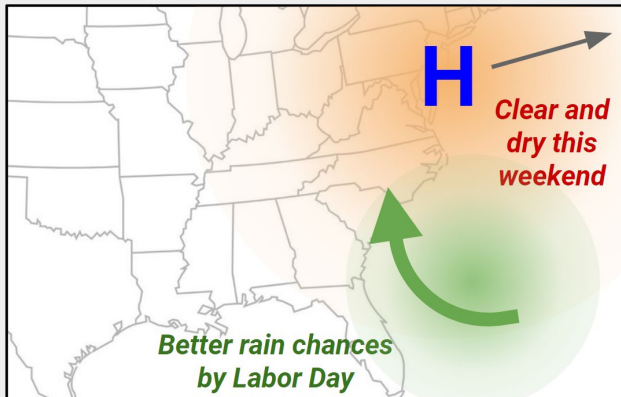 H
Clear and
dry this
weekend
Better rain chances
by Labor Day